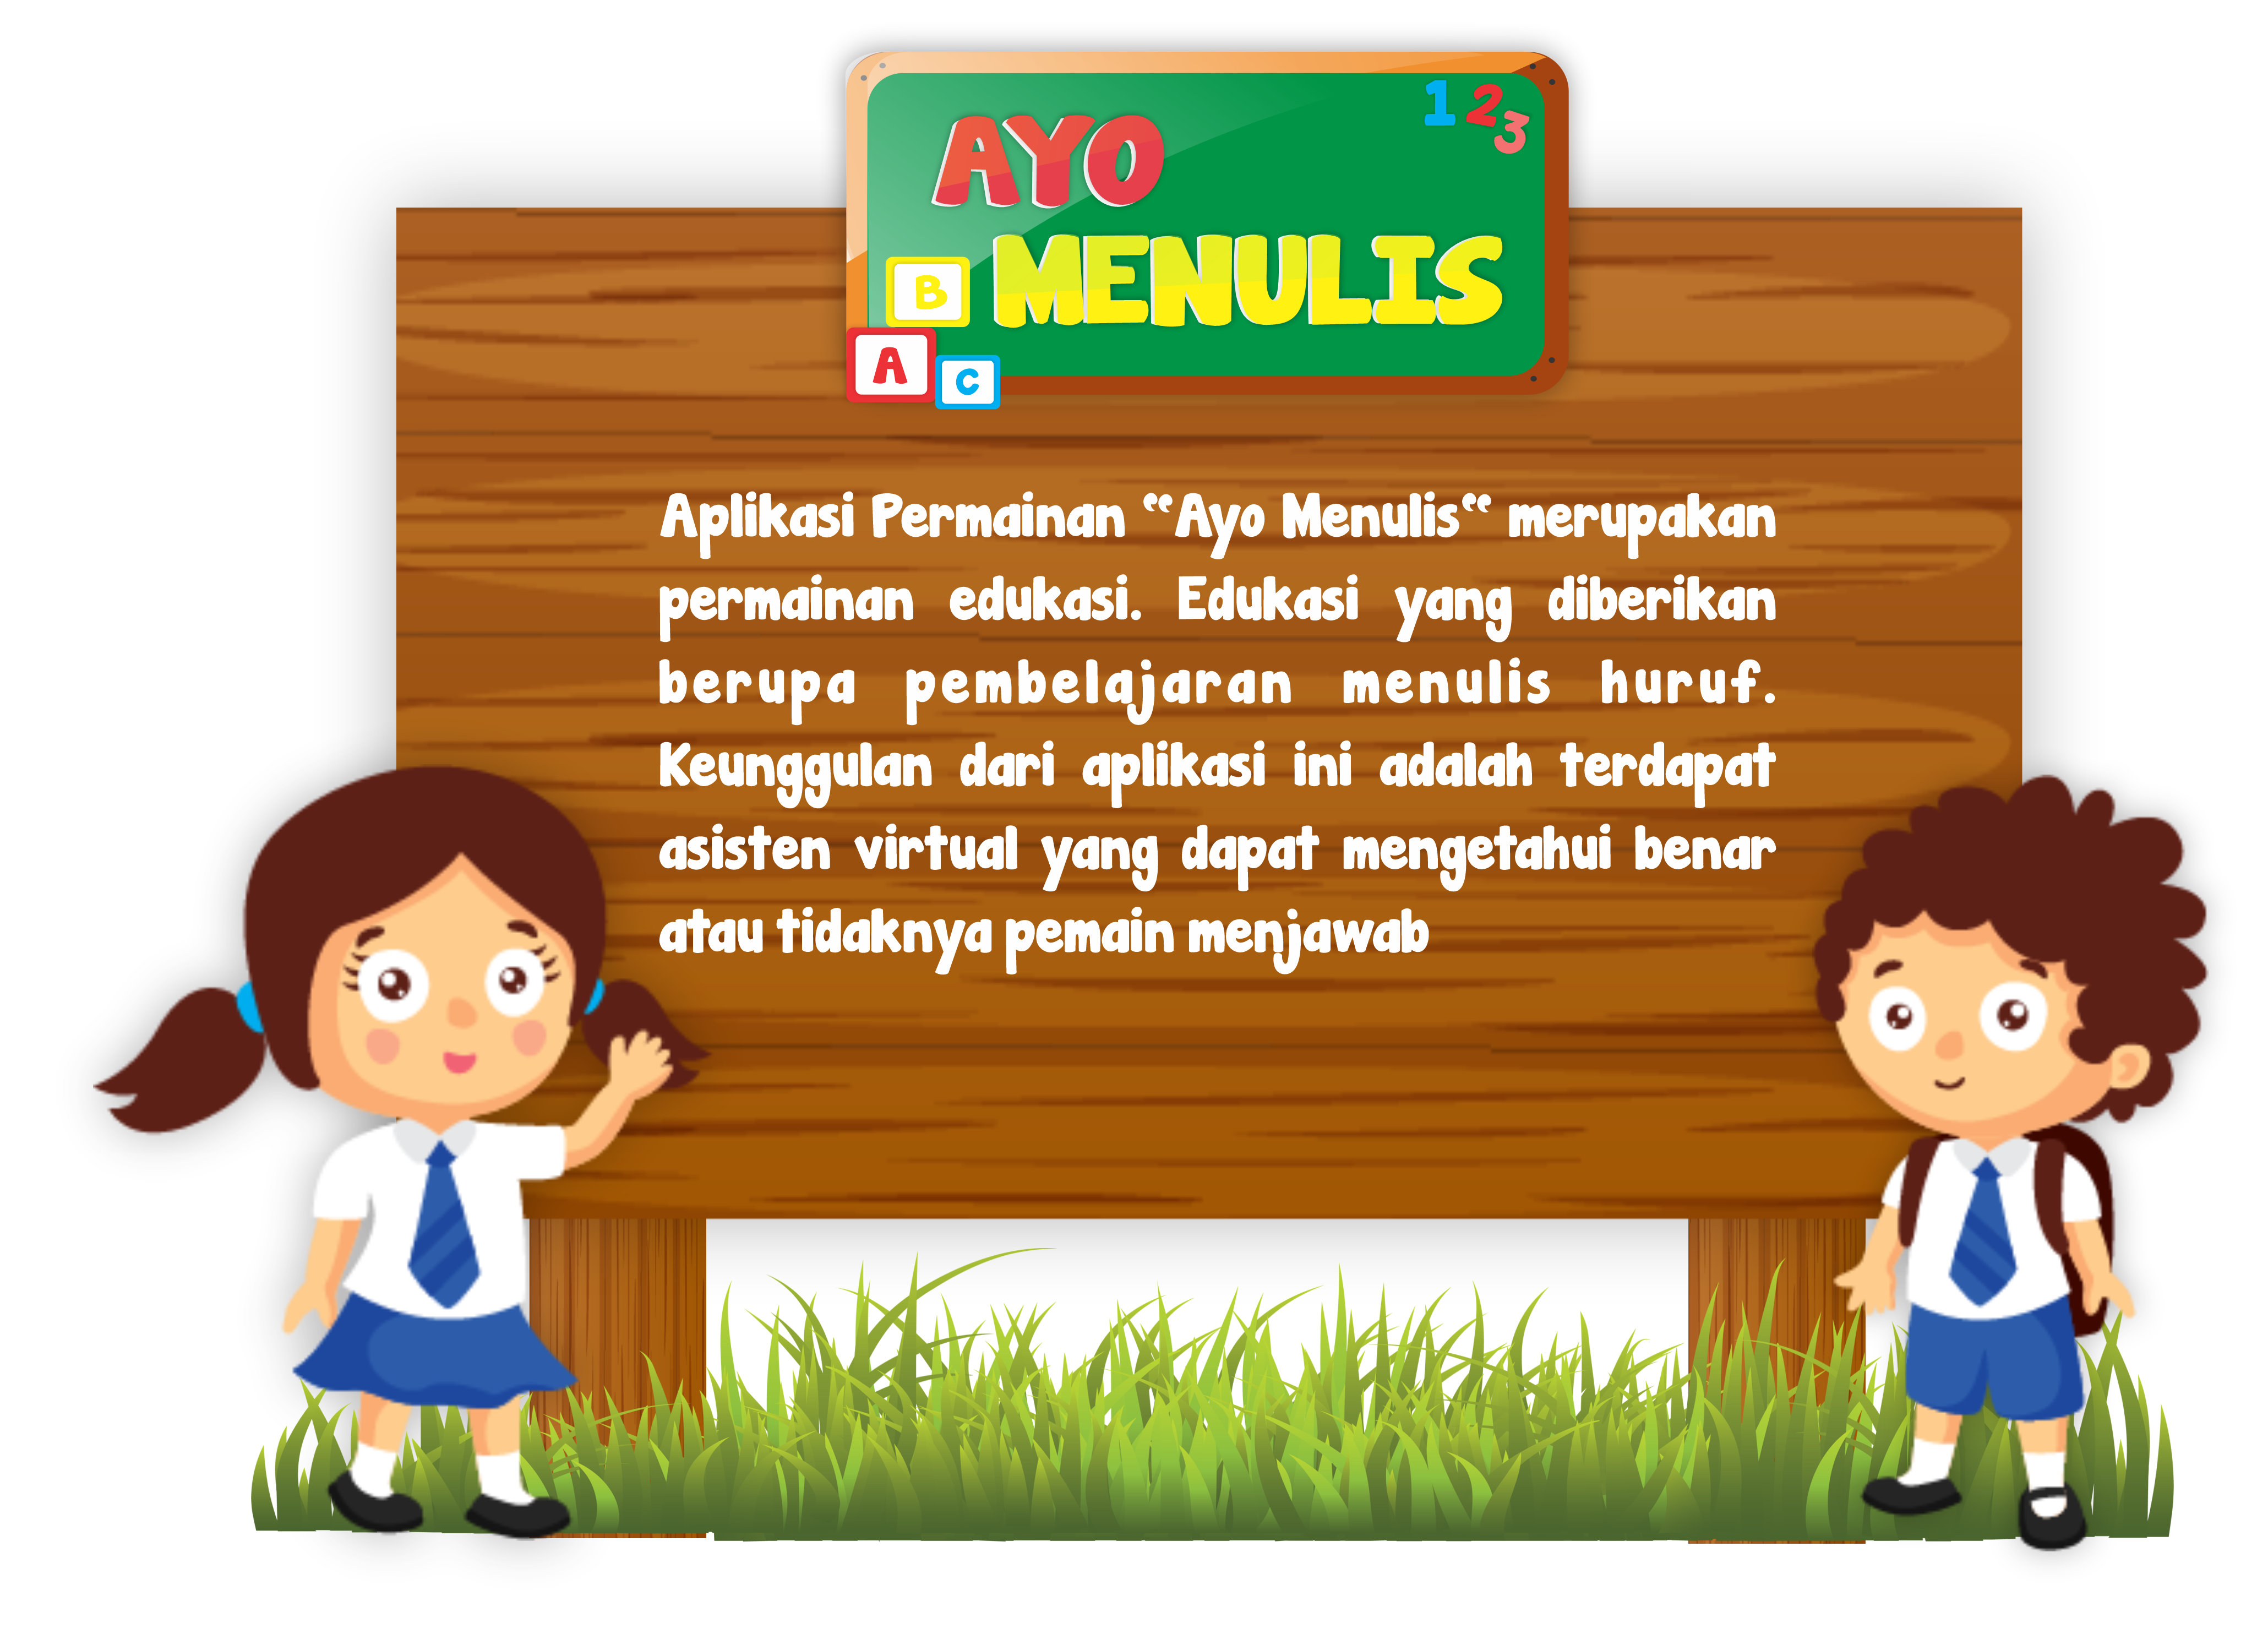 AYO
1 2 3
MENULIS
B
A C
Aplikasi Permainan “Ayo Menulis“ merupakan
permainan edukasi. Edukasi yang diberikan
berupa pembelajaran menulis huruf.
Keunggulan dari aplikasi ini adalah terdapat
asisten virtual yang dapat mengetahui benar
atau tidaknya pemain menjawab